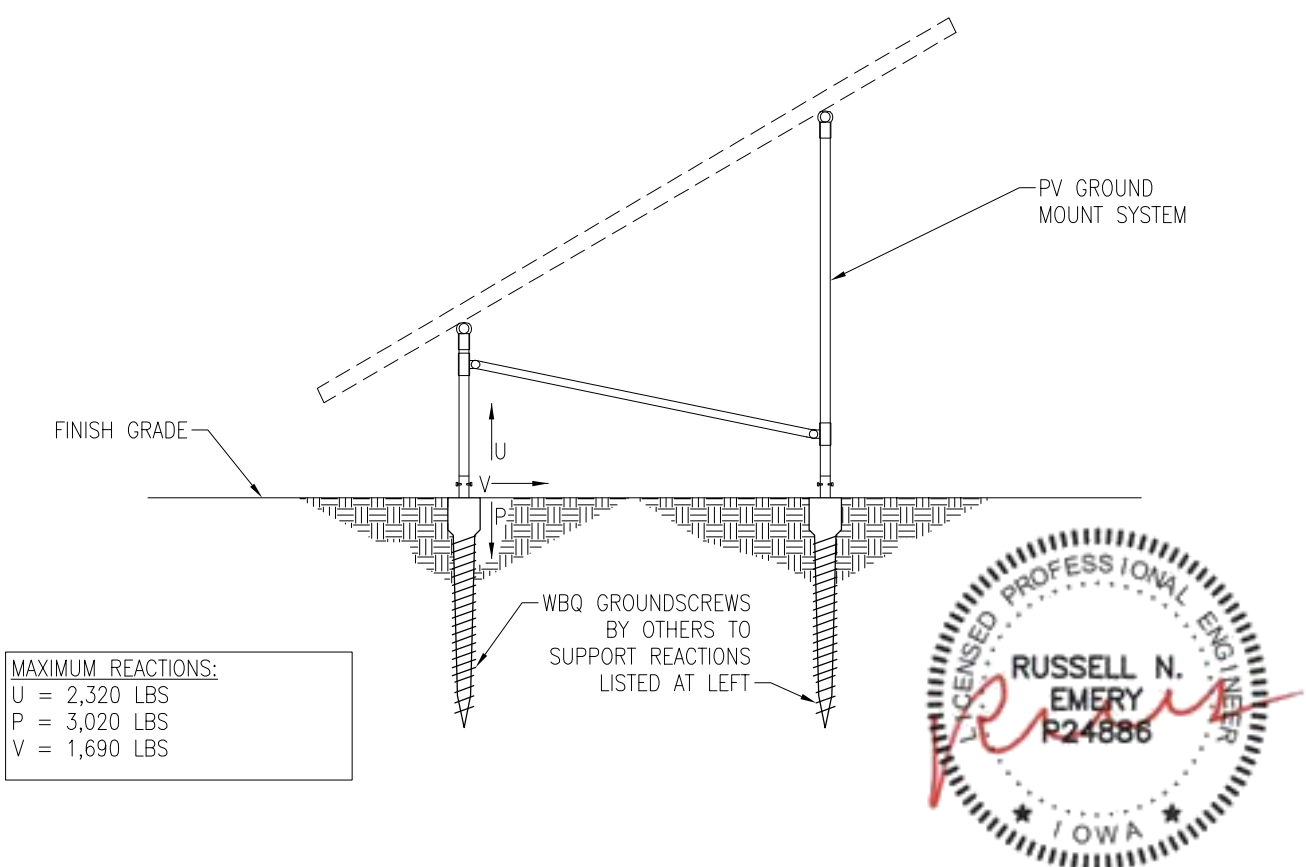 PV GROUND
MOUNT SYSTEM
FINISH GRADE
U
V
P
WBQ GROUNDSCREWS
BY OTHERS TO
SUPPORT REACTIONS
LISTED AT LEFT
MAXIMUM REACTIONS:
U = 2,320 LBS
P = 3,020 LBS
V = 1,690 LBS
LICENSED PROFESSIONAL ENGINEER
RUSSELL N.
EMERY
P24886
IOWA